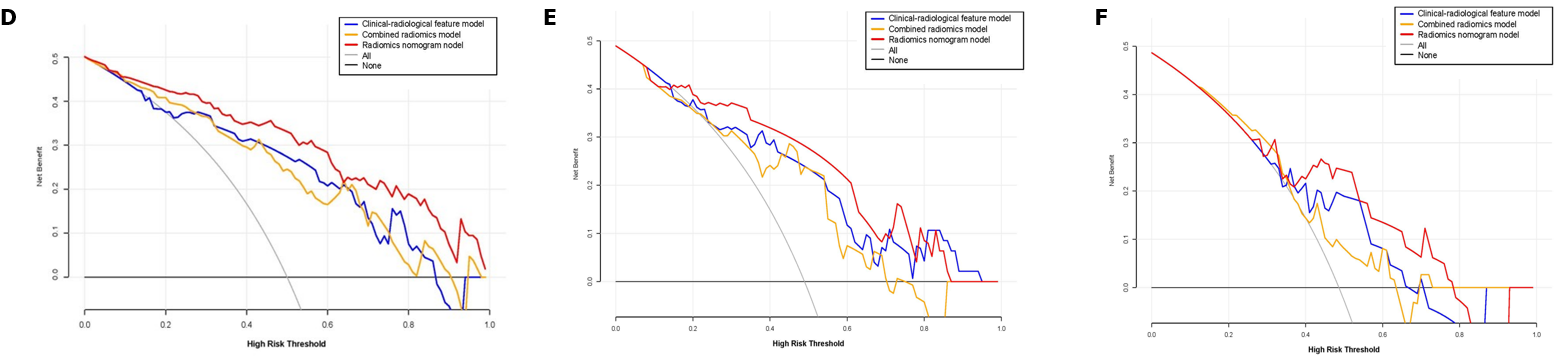 D
Clinical-radiological feature model
Combined radiomics model
Radiomics nomogram nodel
All
None
Net Benefit
0.5
0.4
0.3
0.2
0.1
0.0
0.0 0.2 0.4 0.6 0.8 1.0
High Risk Threshold
E
Clinical-radiological feature model
Combined radiomics model
Radiomics nomogram nodel
All
None
Net Benefit
0.5
0.4
0.3
0.2
0.1
0.0
0.0 0.2 0.4 0.6 0.8 1.0
High Risk Threshold
F
Clinical-radiological feature model
Combined radiomics model
Radiomics nomogram nodel
All
None
Net Benefit
0.5
0.4
0.3
0.2
0.1
0.0
0.0 0.2 0.4 0.6 0.8 1.0
High Risk Threshold